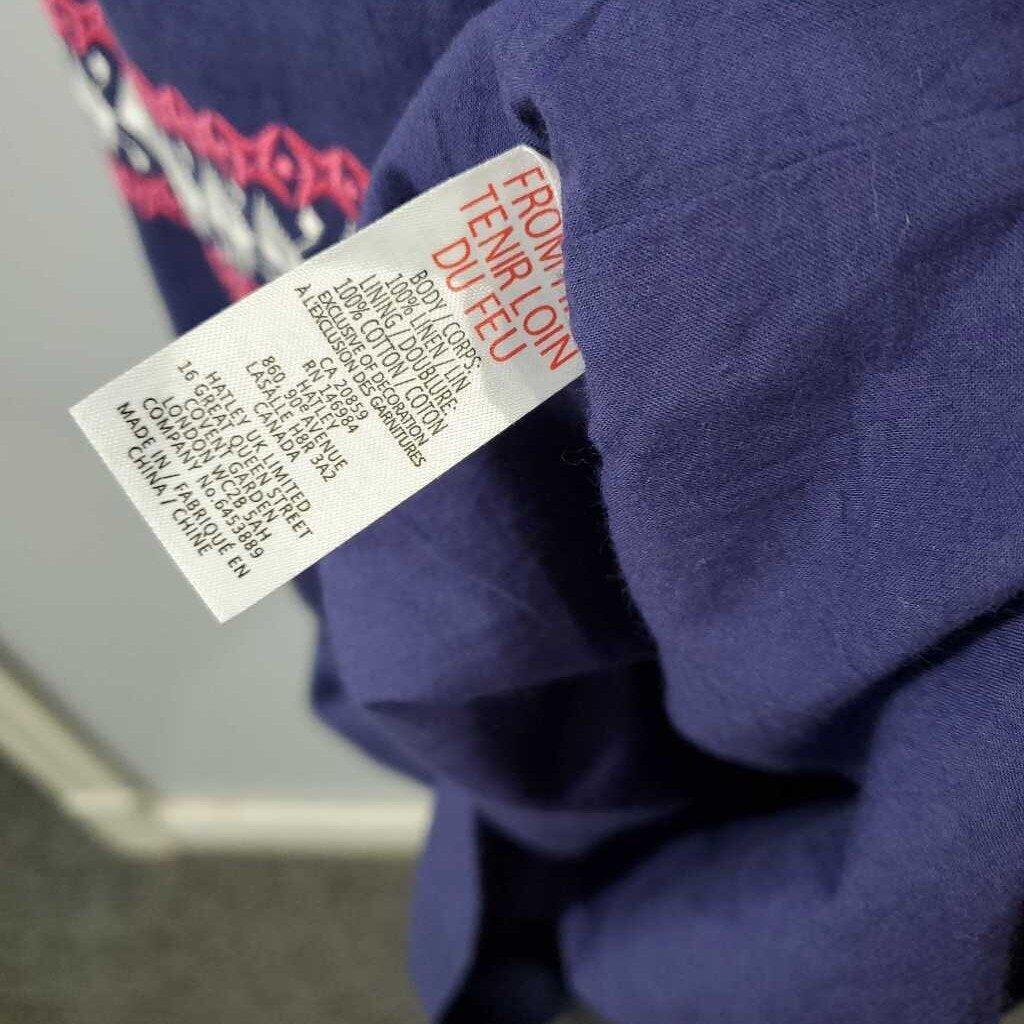 FROM
TENIR LOIN
DU FEU
BODY / CORPS:
100% LINEN / LIN
LINING / DOUBLURE:
100% COTTON / COTON
EXCLUSIVE OF DECORATION
A L'EXCLUSION DES GARNITURES
CA 20859
RN 146984
HATLEY
860, 90e AVENUE
LASALLE H8R 3A2
CANADA
HATLEY UK LIMITED
16 GREAT QUEEN STREET
COVENT GARDEN
LONDON WC2B 5AH
COMPANY No.6453889
MADE IN / FABRIQUÉ EN
CHINA / CHINE